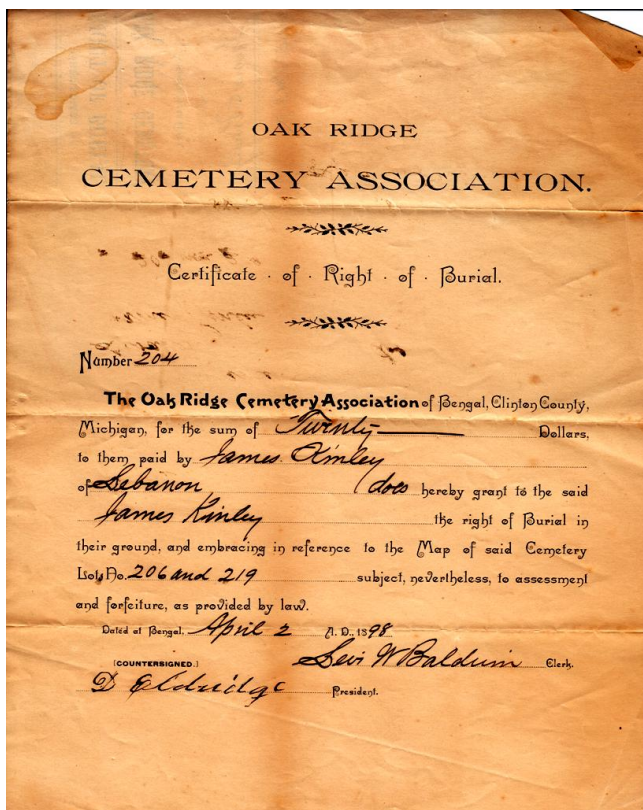 OAK RIDGE
CEMETERY ASSOCIATION.
Certificate · of · Right · of · Burial.
Number 204
The Oak Ridge Cemetery Association of Bengal, Clinton County,
Michigan, for the sum of Twenty Dollars,
to them paid by James Kinley
of Lebanon does hereby grant to the said
James Kinley the right of Burial in
their ground, and embracing in reference to the Map of said Cemetery
Lots No. 206 and 219 subject, nevertheless, to assessment
and forfeiture, as provided by law.
Dated at Bengal, April 2 A. D., 1898
[COUNTERSIGNED.] Levi W Baldwin Clerk.
D Eldridge President.